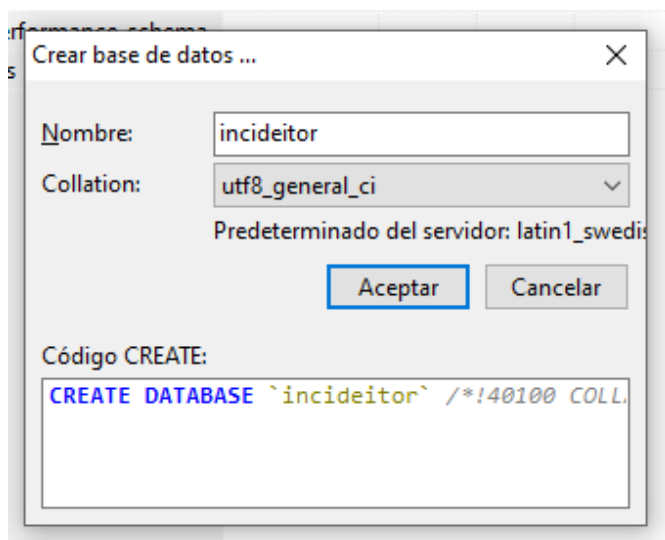 Crear base de datos ...
Nombre: incideitor
Collation: utf8_general_ci
Predeterminado del servidor: latin1_swedis
Aceptar Cancelar
Código CREATE:
CREATE DATABASE `incideitor` /*!40100 COLL